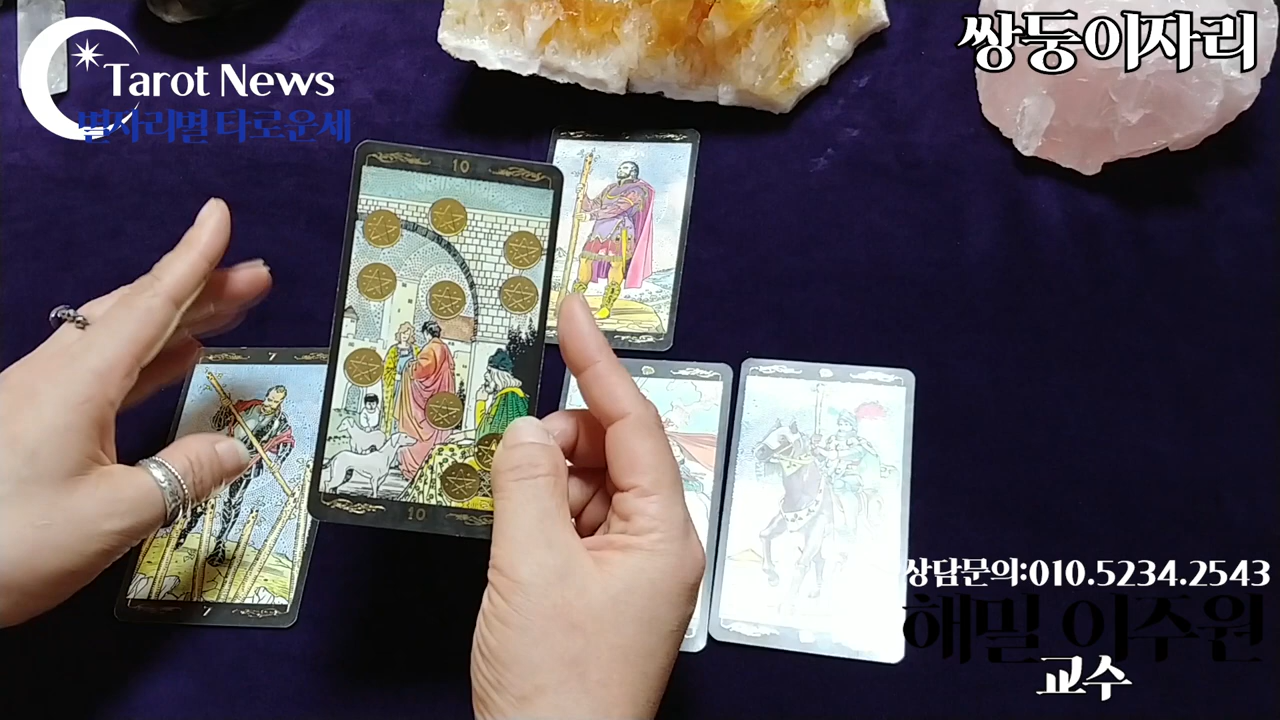 Tarot News
별자리별 타로운세
쌍둥이자리
10
7
10
7
상담문의:010.5234.2543
해밀 이주원
교수